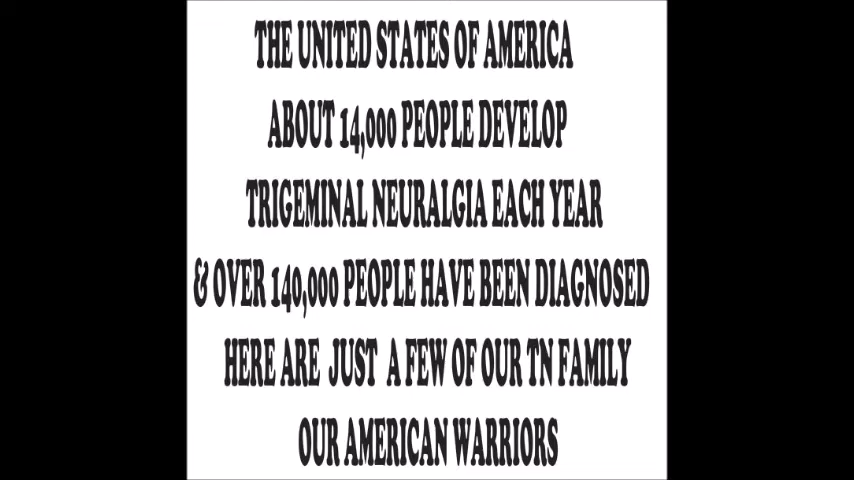 THE UNITED STATES OF AMERICA
ABOUT 14,000 PEOPLE DEVELOP
TRIGEMINAL NEURALGIA EACH YEAR
& OVER 140,000 PEOPLE HAVE BEEN DIAGNOSED
HERE ARE JUST A FEW OF OUR TN FAMILY
OUR AMERICAN WARRIORS